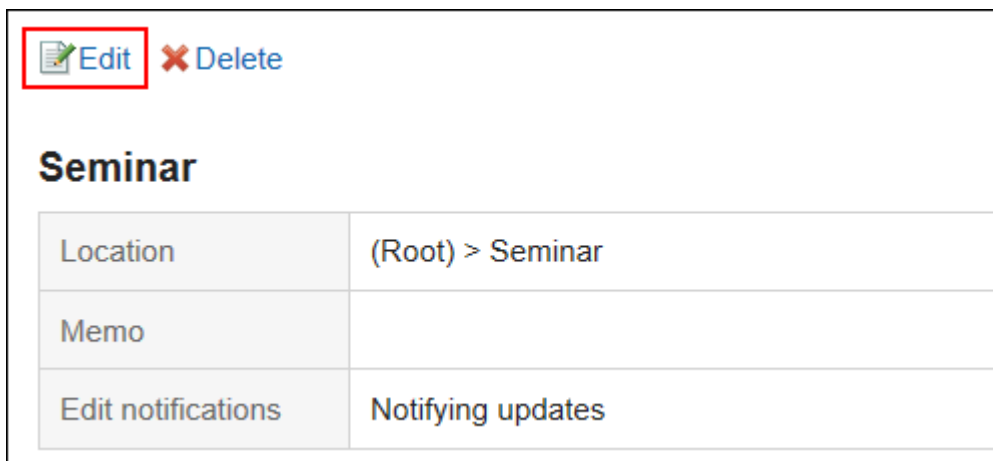 Edit Delete
Seminar
Location (Root) > Seminar
Memo
Edit notifications Notifying updates